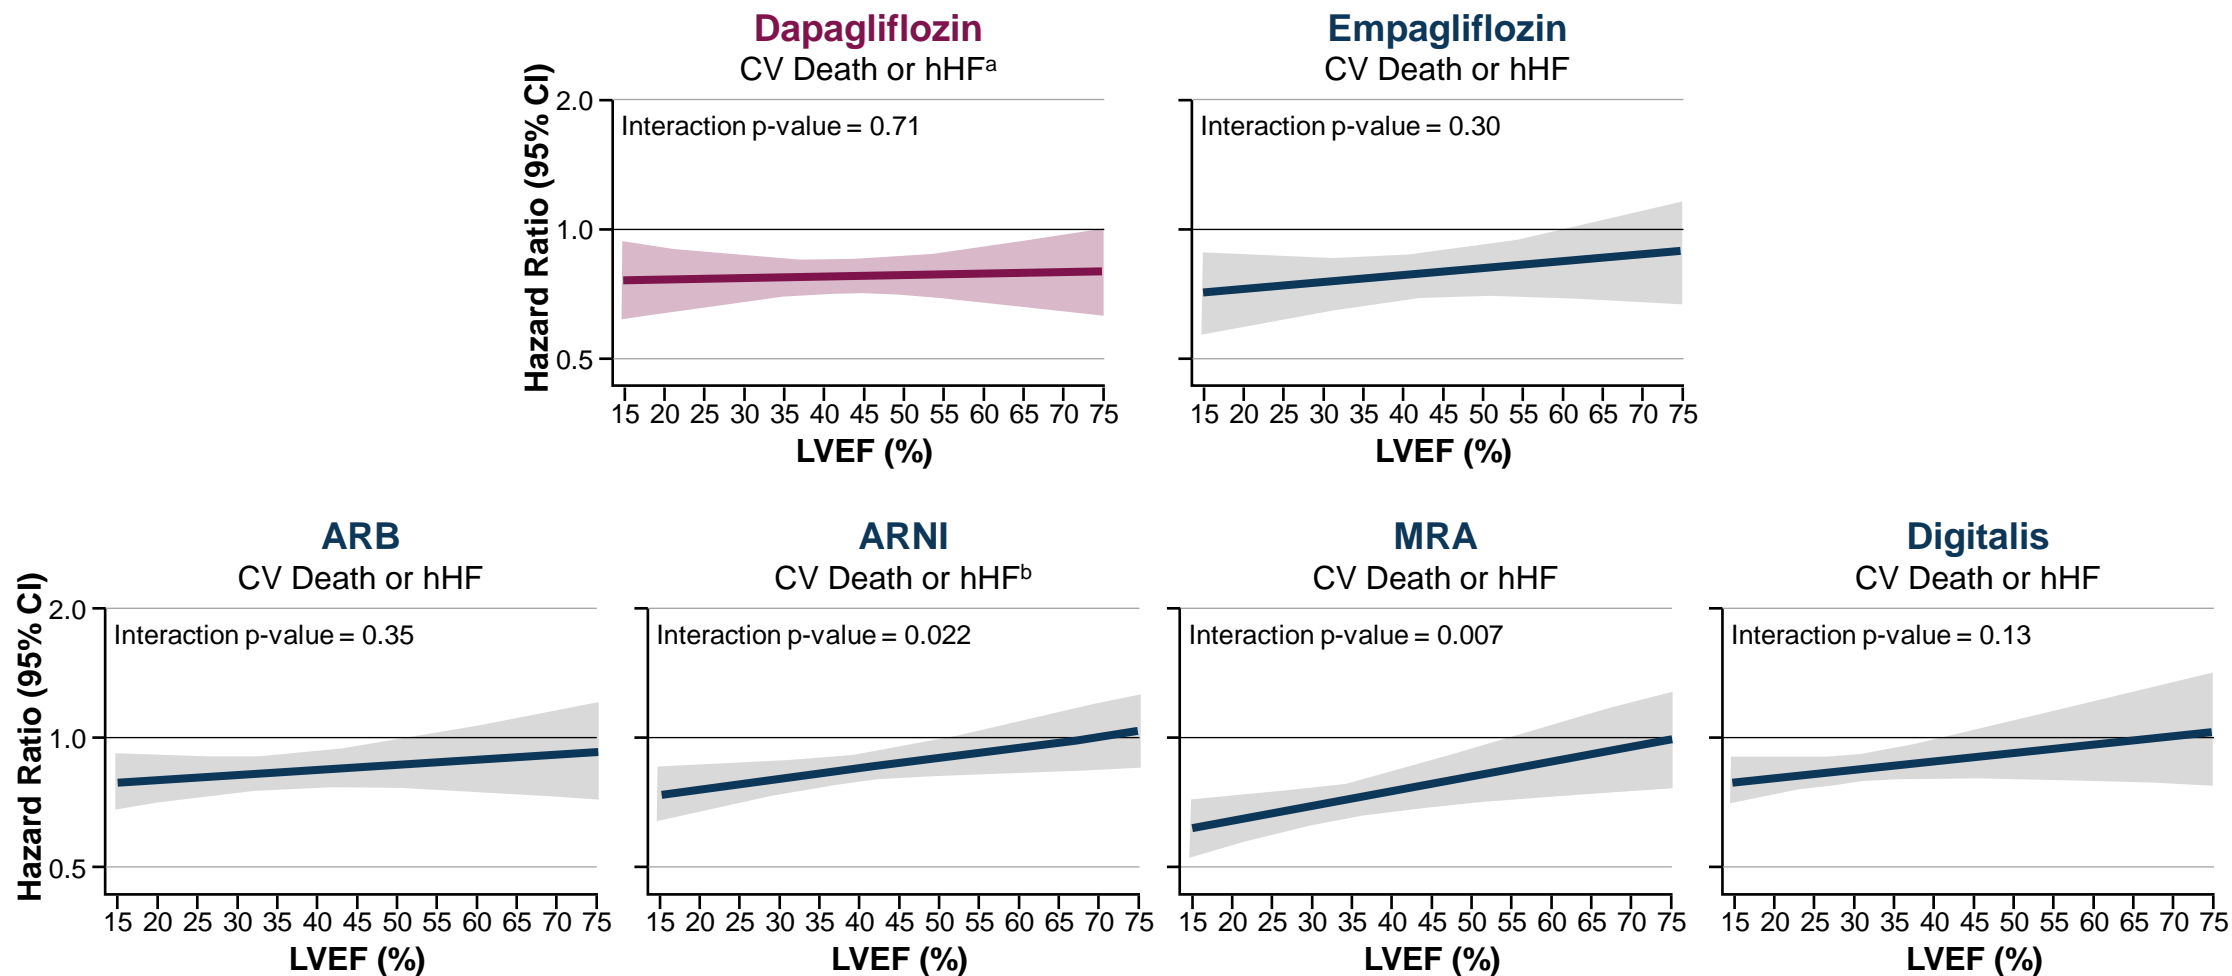 Dapagliflozin
CV Death or hHFa
Hazard Ratio (95% CI)
2.0
1.0
0.5
Interaction p-value = 0.71
15 20 25 30 35 40 45 50 55 60 65 70 75
LVEF (%)
Empagliflozin
CV Death or hHF
Interaction p-value = 0.30
15 20 25 30 35 40 45 50 55 60 65 70 75
LVEF (%)
ARB
CV Death or hHF
Hazard Ratio (95% CI)
2.0
1.0
0.5
Interaction p-value = 0.35
15 20 25 30 35 40 45 50 55 60 65 70 75
LVEF (%)
ARNI
CV Death or hHFb
Interaction p-value = 0.022
15 20 25 30 35 40 45 50 55 60 65 70 75
LVEF (%)
MRA
CV Death or hHF
Interaction p-value = 0.007
15 20 25 30 35 40 45 50 55 60 65 70 75
LVEF (%)
Digitalis
CV Death or hHF
Interaction p-value = 0.13
15 20 25 30 35 40 45 50 55 60 65 70 75
LVEF (%)